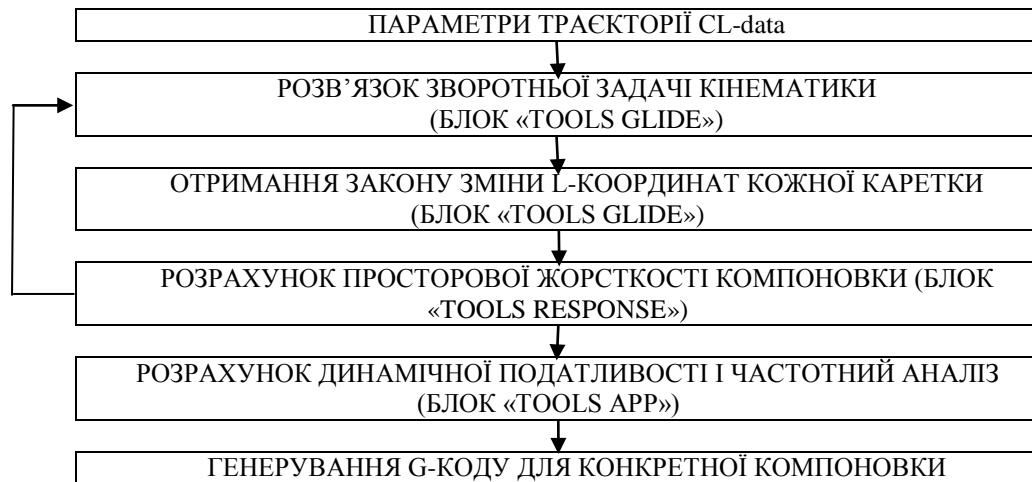 ПАРАМЕТРИ ТРАЄКТОРІЇ CL-data
РОЗВ’ЯЗОК ЗВОРОТНЬОЇ ЗАДАЧІ КІНЕМАТИКИ
(БЛОК «TOOLS GLIDE»)
ОТРИМАННЯ ЗАКОНУ ЗМІНИ L-КООРДИНАТ КОЖНОЇ КАРЕТКИ
(БЛОК «TOOLS GLIDE»)
РОЗРАХУНОК ПРОСТОРОВОЇ ЖОРСТКОСТІ КОМПОНОВКИ (БЛОК
«TOOLS RESPONSE»)
РОЗРАХУНОК ДИНАМІЧНОЇ ПОДАТЛИВОСТІ І ЧАСТОТНИЙ АНАЛІЗ
(БЛОК «TOOLS APP»)
ГЕНЕРУВАННЯ G-КОДУ ДЛЯ КОНКРЕТНОЇ КОМПОНОВКИ